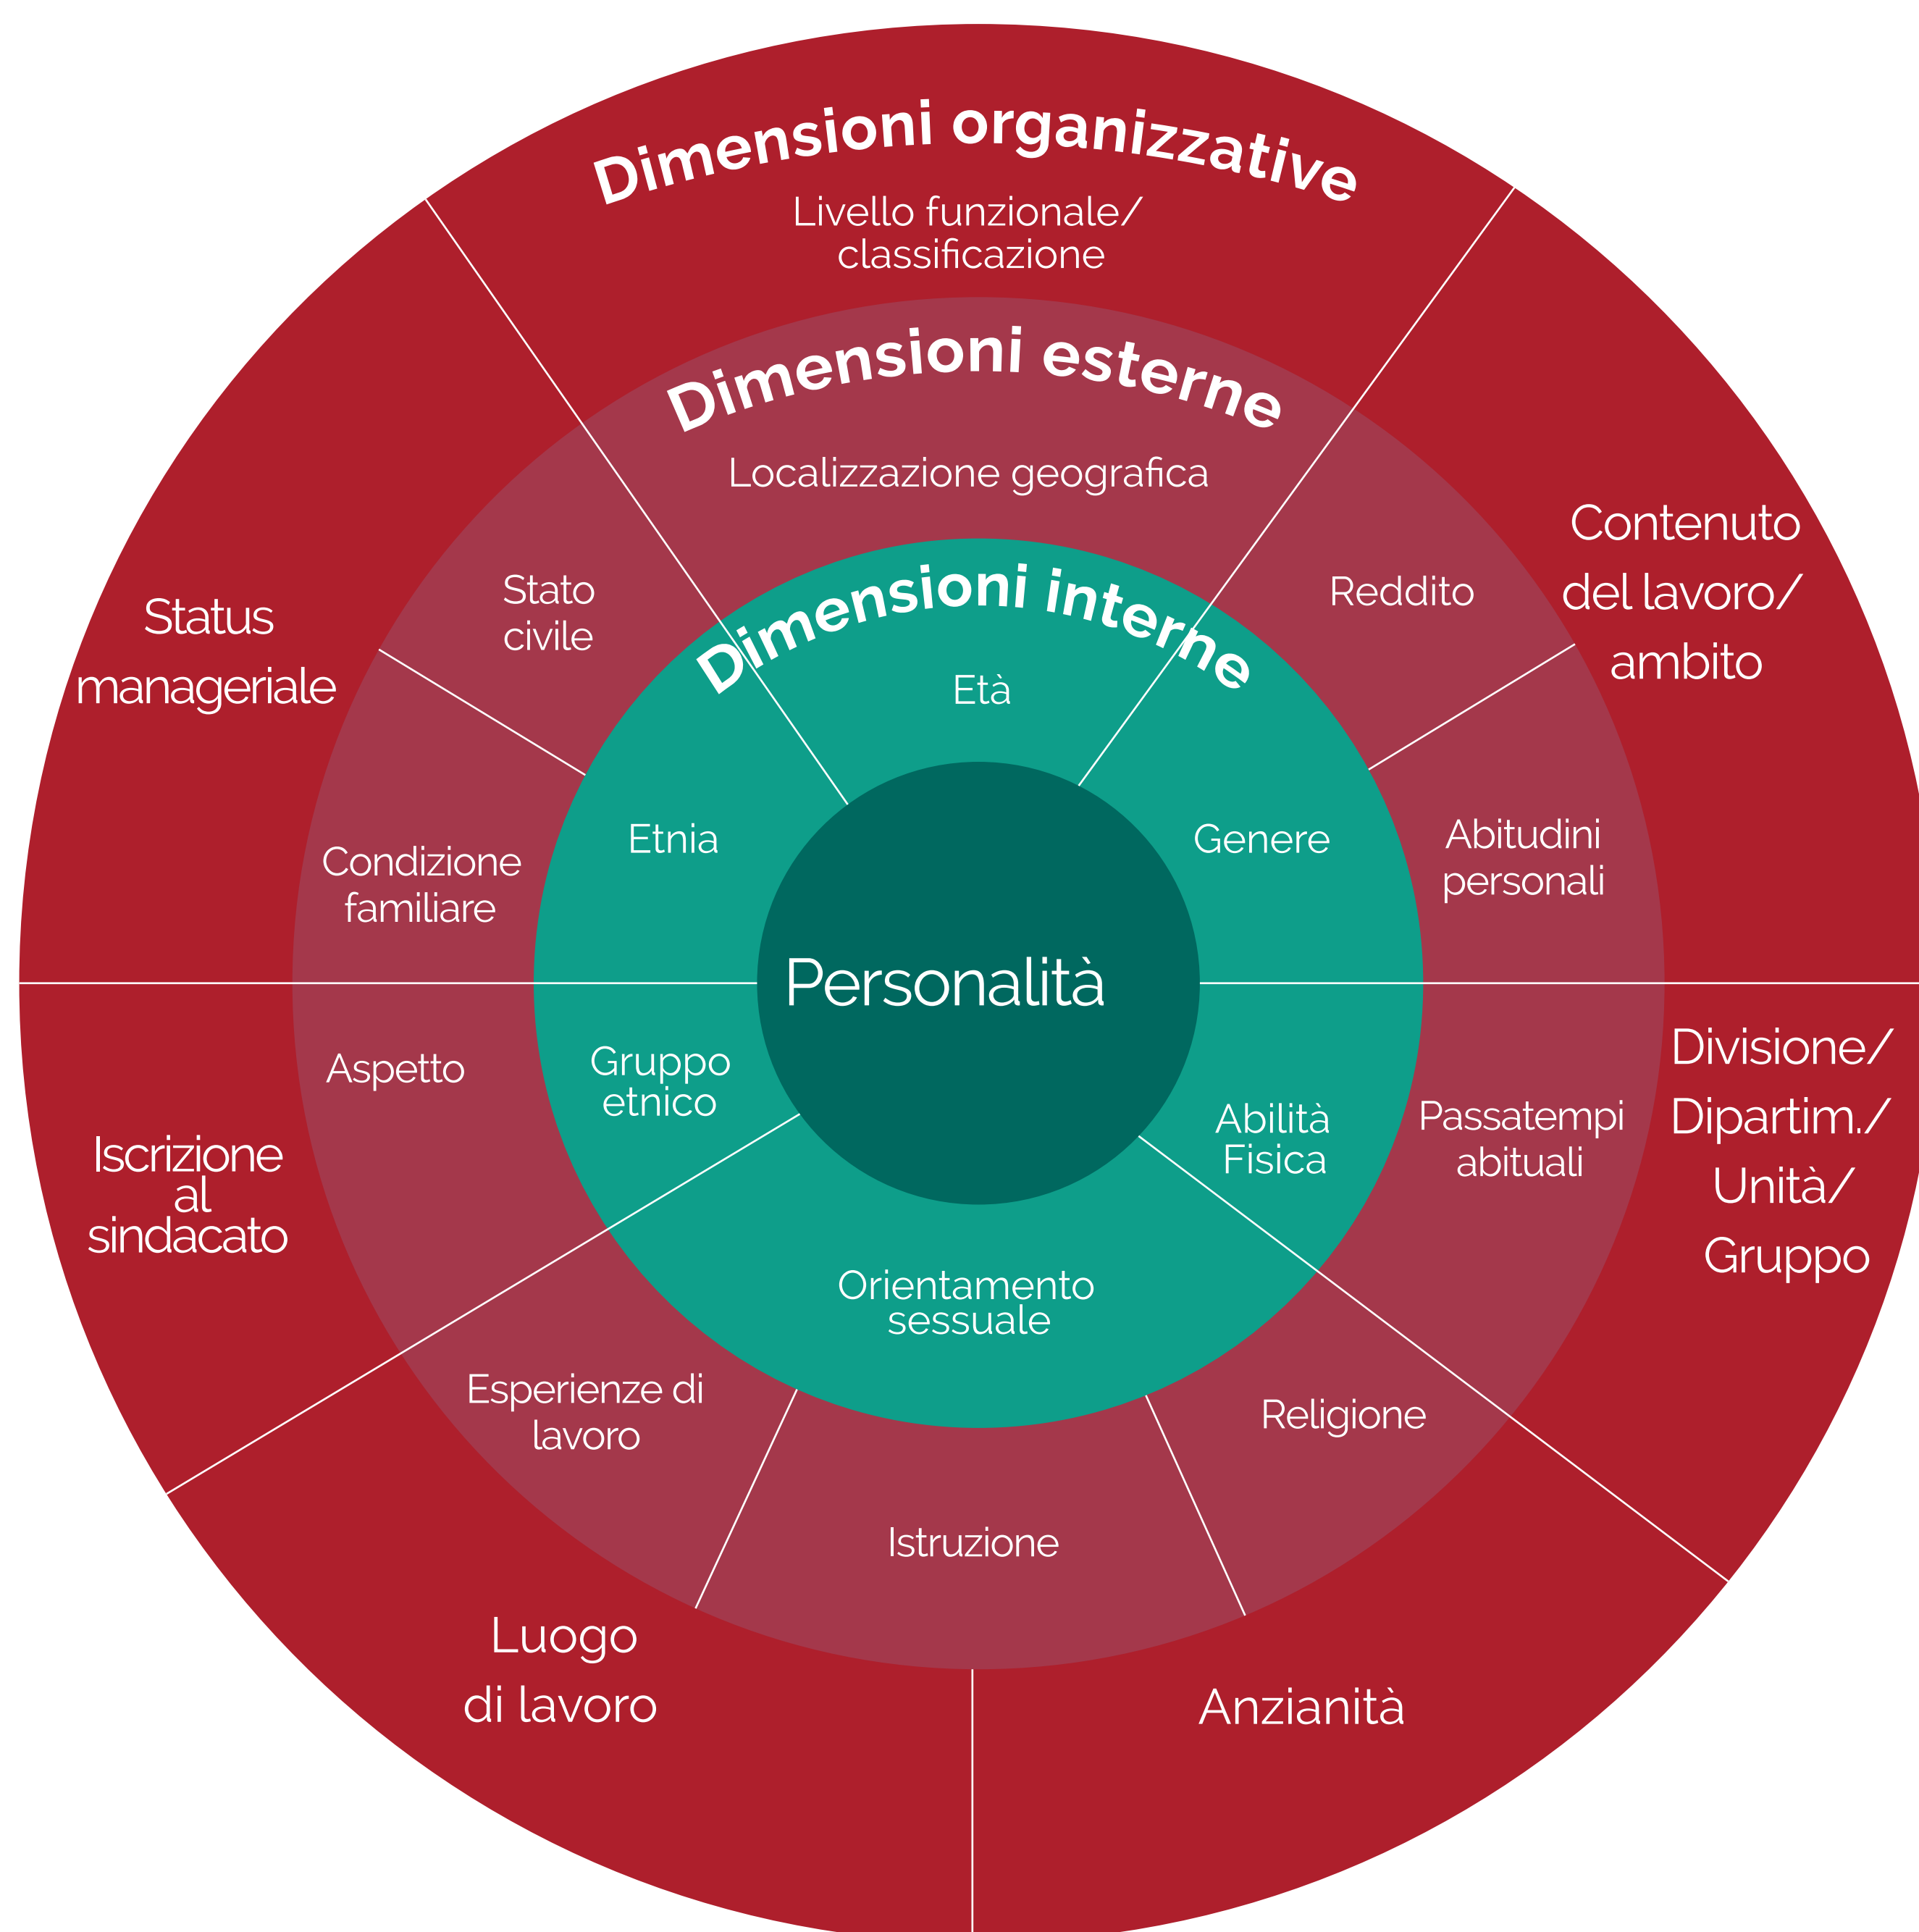 Dimensioni organizzative
Livello funzionale/
classificazione
Dimensioni esterne
Localizzazione geografica
Dimensioni interne
Età
Contenuto
del lavoro/
ambito
Reddito
Stato
civile
Status
manageriale
Etnia
Genere
Abitudini
personali
Condizione
familiare
Personalità
Aspetto
Gruppo
etnico
Abilità
Fisica
Passatempi
abituali
Divisione/
Dipartim./
Unità/
Gruppo
Iscrizione
al
sindacato
Orientamento
sessuale
Esperienze di
lavoro
Religione
Istruzione
Luogo
di lavoro
Anzianità